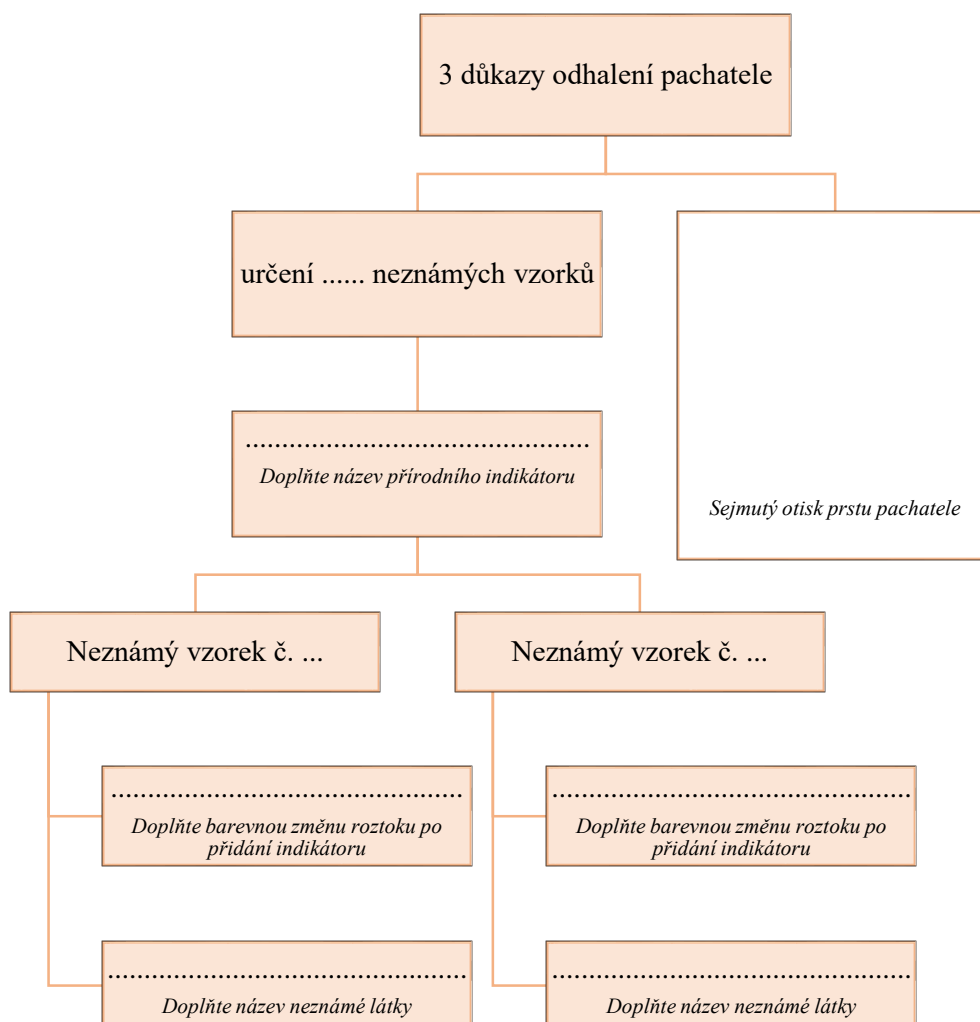 3 důkazy odhalení pachatele
určení ...... neznámých vzorků
...............................................
Doplňte název přírodního indikátoru
Sejmutý otisk prstu pachatele
Neznámý vzorek č. ...
Neznámý vzorek č. ...
................................................
Doplňte barevnou změnu roztoku po
přidání indikátoru
.................................................
Doplňte barevnou změnu roztoku po
přidání indikátoru
.................................................
Doplňte název neznámé látky
.................................................
Doplňte název neznámé látky